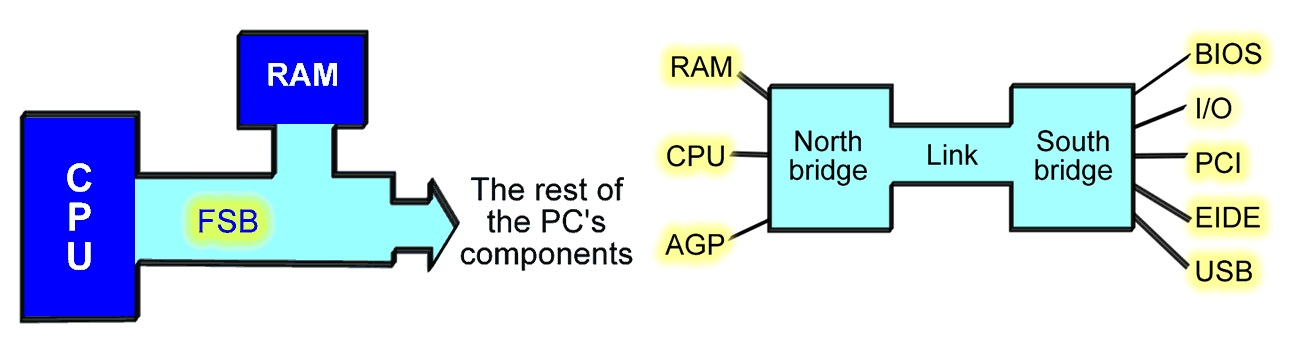 RAM
CPU
FSB
The rest of
the PC's
components
RAM
CPU
AGP
North
bridge
Link
South
bridge
BIOS
I/O
PCI
EIDE
USB